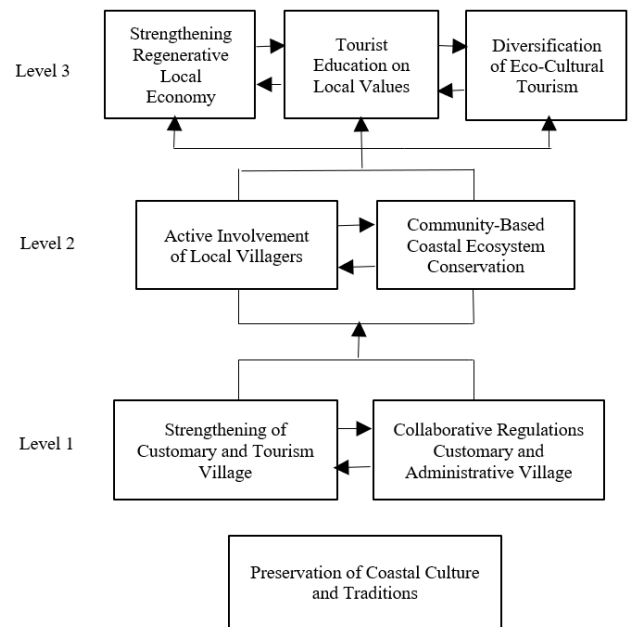 Level 3
Strengthening
Regenerative
Local
Economy
Tourist
Education on
Local Values
Diversification
of Eco-Cultural
Tourism
Level 2
Active Involvement
of Local Villagers
Community-Based
Coastal Ecosystem
Conservation
Level 1
Strengthening of
Customary and Tourism
Village
Collaborative Regulations
Customary and
Administrative Village
Preservation of Coastal Culture
and Traditions